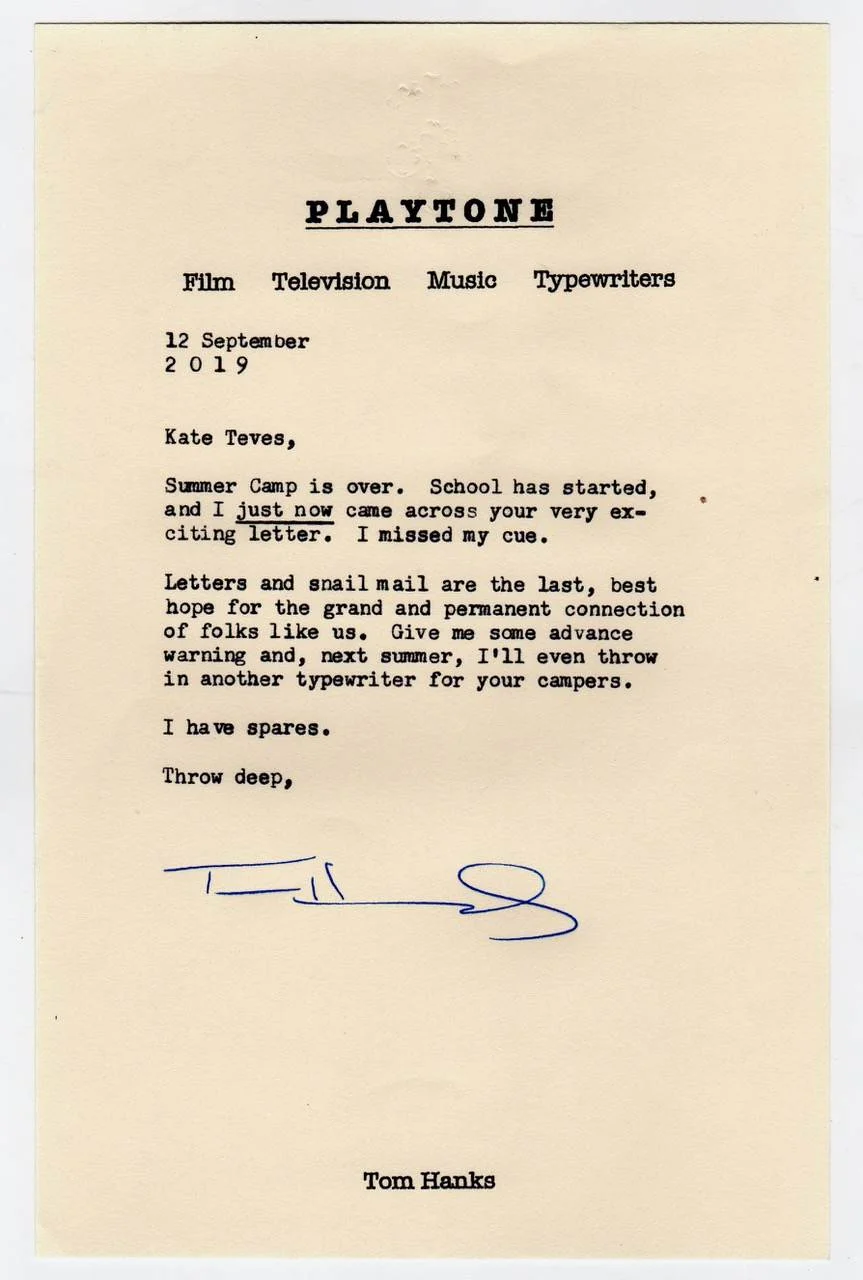 PLAYTONE
Film Television Music Typewriters
12 September
2 0 1 9
Kate Teves,
Summer Camp is over. School has started,
and I just now came across your very ex-
citing letter. I missed my cue.
Letters and snail mail are the last, best
hope for the grand and permanent connection
of folks like us. Give me some advance
warning and, next summer, I'll even throw
in another typewriter for your campers.
I have spares.
Throw deep,
Tom Hanks